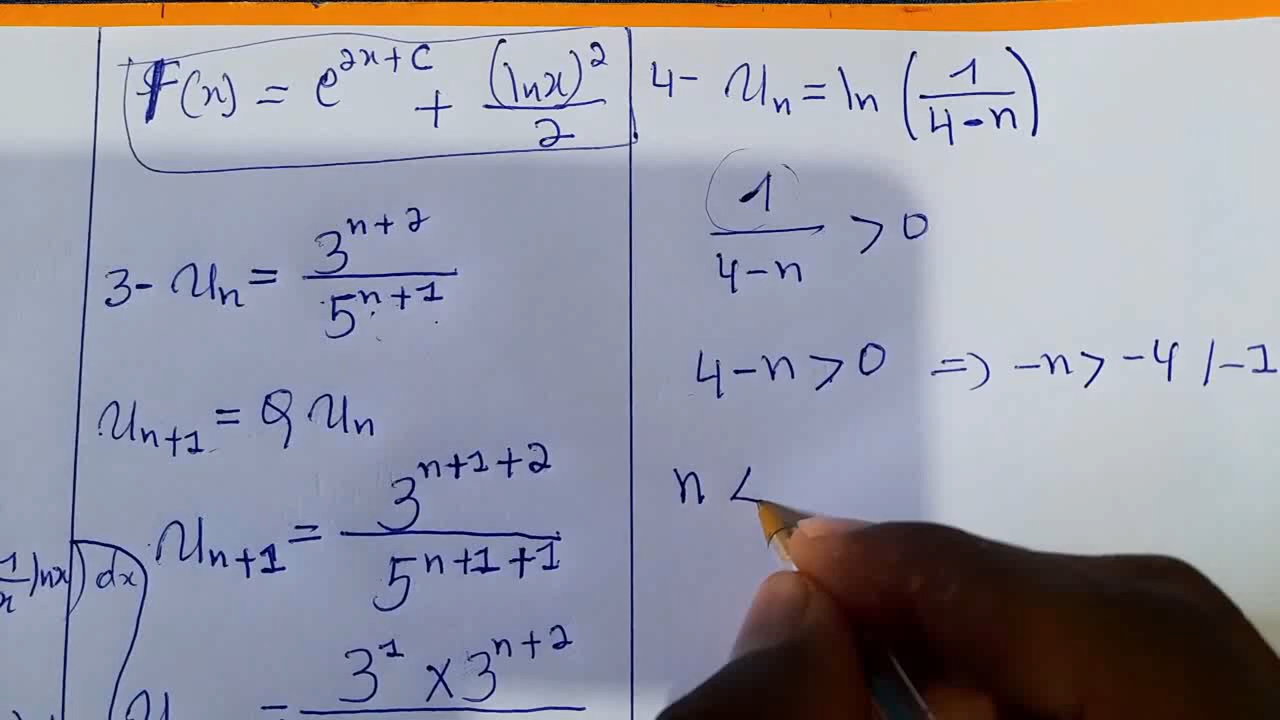 F(x) = e^{2x+C} + (lnx)^2/2
3- Un = 3^{n+2}/5^{n+1}
Un+1 = Q Un
Un+1 = 3^{n+1+2}/5^{n+1+1}
3^1 × 3^{n+2}
1/x)lnx)dx
4- Un = ln(1/(4-n))
1/(4-n) > 0
4-n > 0 => -n > -4 /-1
n <